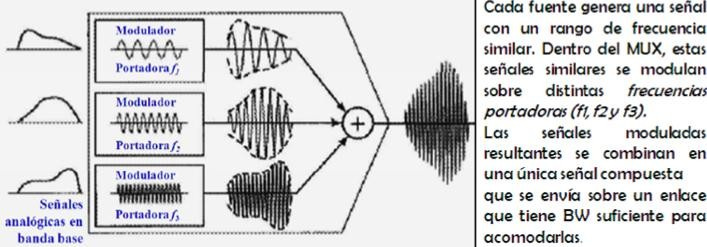 Modulador
Portadora f1
Modulador
Portadora f2
Modulador
Portadora f3
Señales
analógicas en
banda base
+
Cada fuente genera una señal
con un rango de frecuencia
similar. Dentro del MUX, estas
señales similares se modulan
sobre distintas frecuencias
portadoras (f1, f2 y f3).
Las señales moduladas
resultantes se combinan en
una única señal compuesta
que se envía sobre un enlace
que tiene BW suficiente para
acomodarlas.